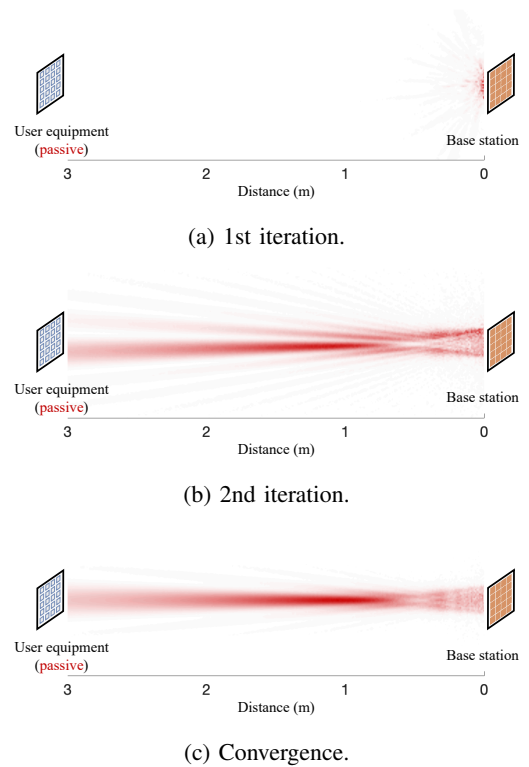 User equipment
(passive)
Base station
3 2 1 0
Distance (m)
(a) 1st iteration.
User equipment
(passive)
Base station
3 2 1 0
Distance (m)
(b) 2nd iteration.
User equipment
(passive)
Base station
3 2 1 0
Distance (m)
(c) Convergence.